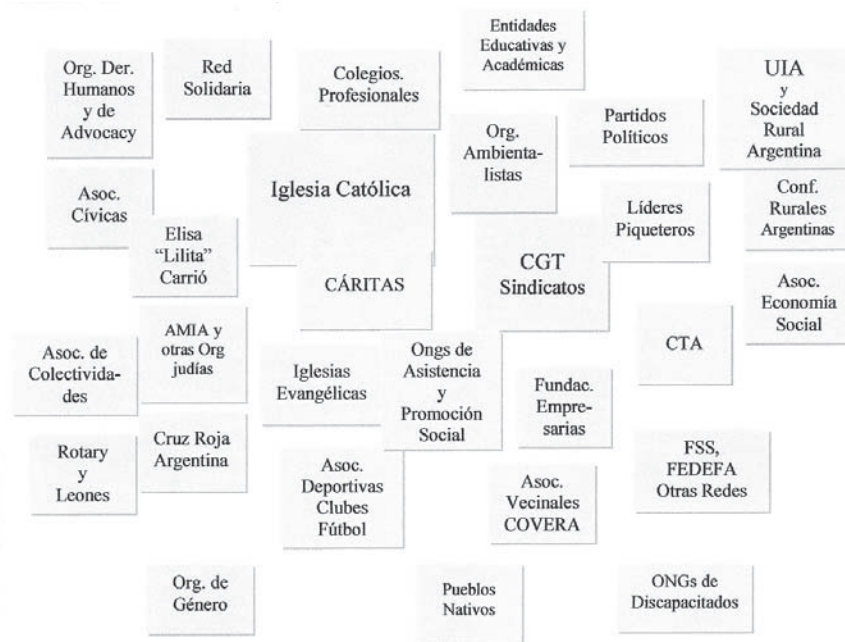 Entidades
Educativas y
Académicas
Org. Der.
Humanos
y de
Advocacy
Red
Solidaria
Colegios.
Profesionales
UIA
y
Sociedad
Rural
Argentina
Partidos
Políticos
Org.
Ambienta-
listas
Iglesia Católica
Asoc.
Cívicas
Líderes
Piqueteros
Conf.
Rurales
Argentinas
Elisa
“Lilita”
Carrió
CÁRITAS
CGT
Sindicatos
Asoc.
Economía
Social
AMIA y
otras Org
judías
CTA
Asoc. de
Colectivida-
des
Iglesias
Evangélicas
Ongs de
Asistencia
y
Promoción
Social
Fundac.
Empre-
sarias
Rotary
y
Leones
Cruz Roja
Argentina
Asoc.
Deportivas
Clubes
Fútbol
Asoc.
Vecinales
COVERA
FSS,
FEDEFA
Otras Redes
Org. de
Género
Pueblos
Nativos
ONGs de
Discapacitados